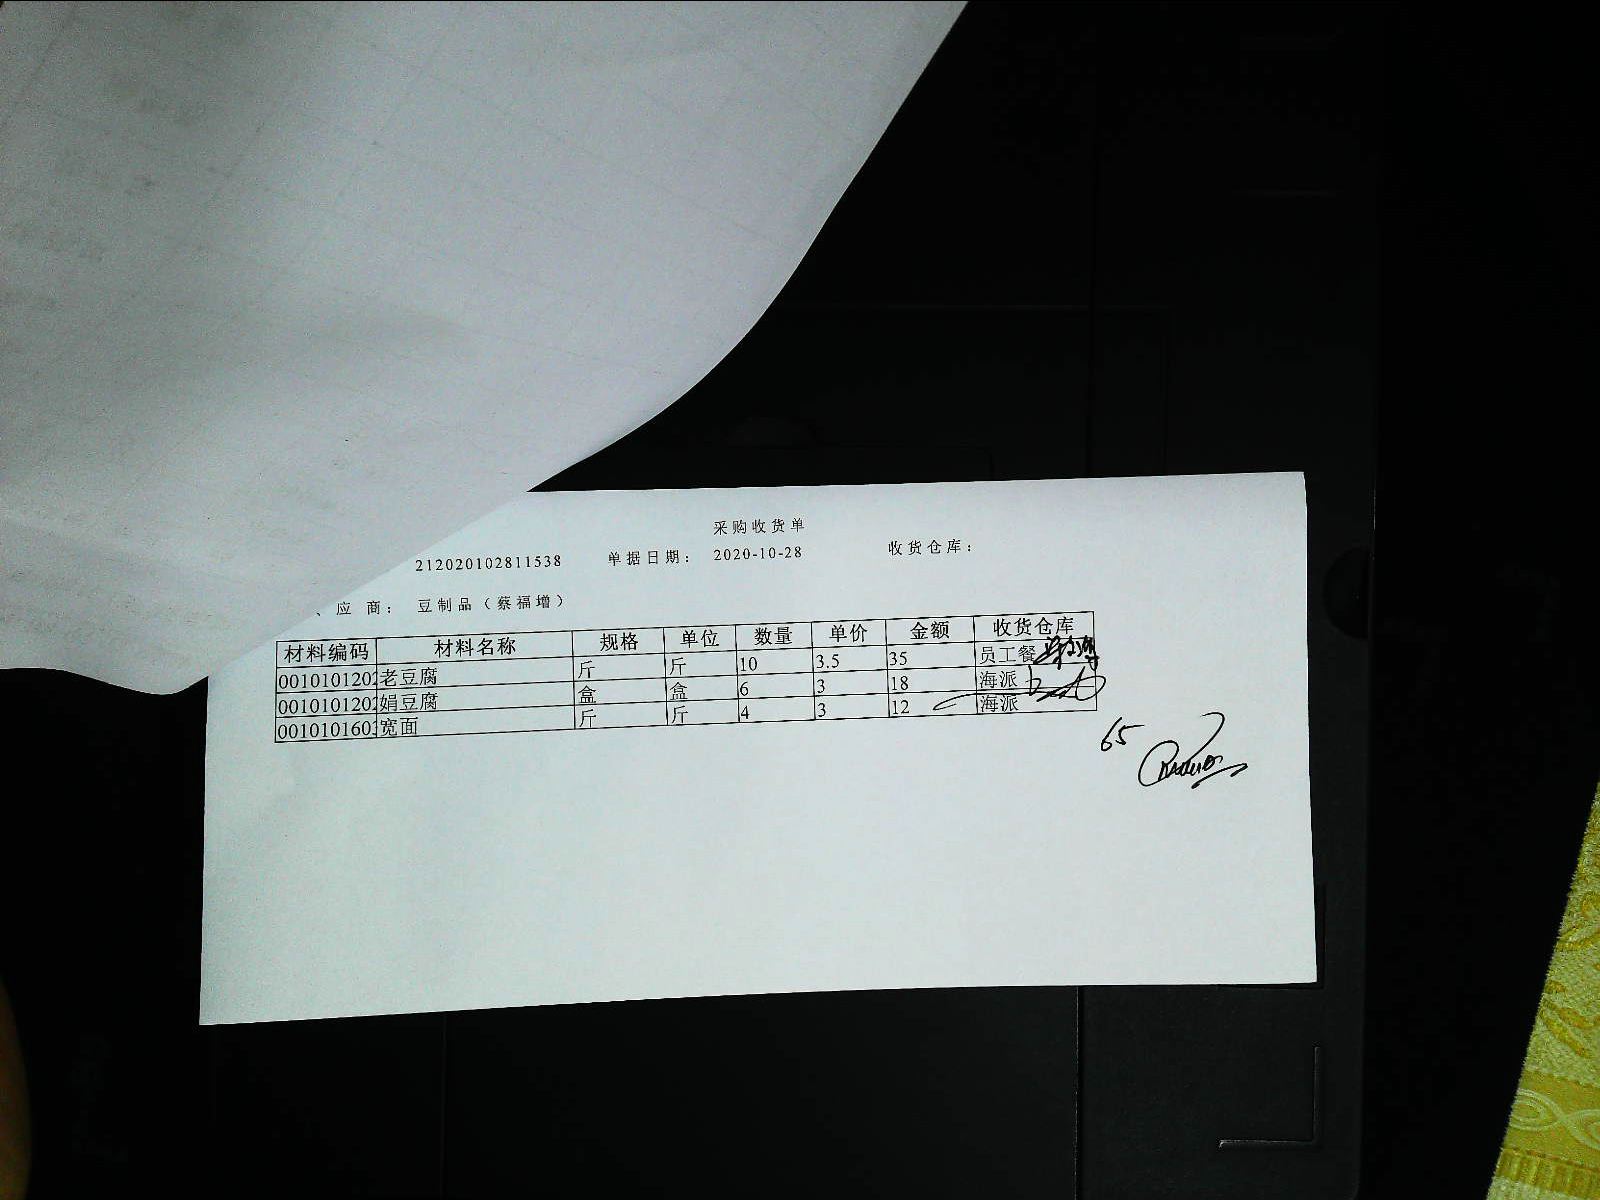 采购收货单
212020102811538 单据日期: 2020-10-28 收货仓库:
应商: 豆制品(蔡福增)
材料编码 材料名称 规格 单位 数量 单价 金额 收货仓库
0010101202 老豆腐 斤 斤 10 3.5 35 员工餐
0010101202 娟豆腐 盒 盒 6 3 18 海派
001010160 宽面 斤 斤 4 3 12 海派
65